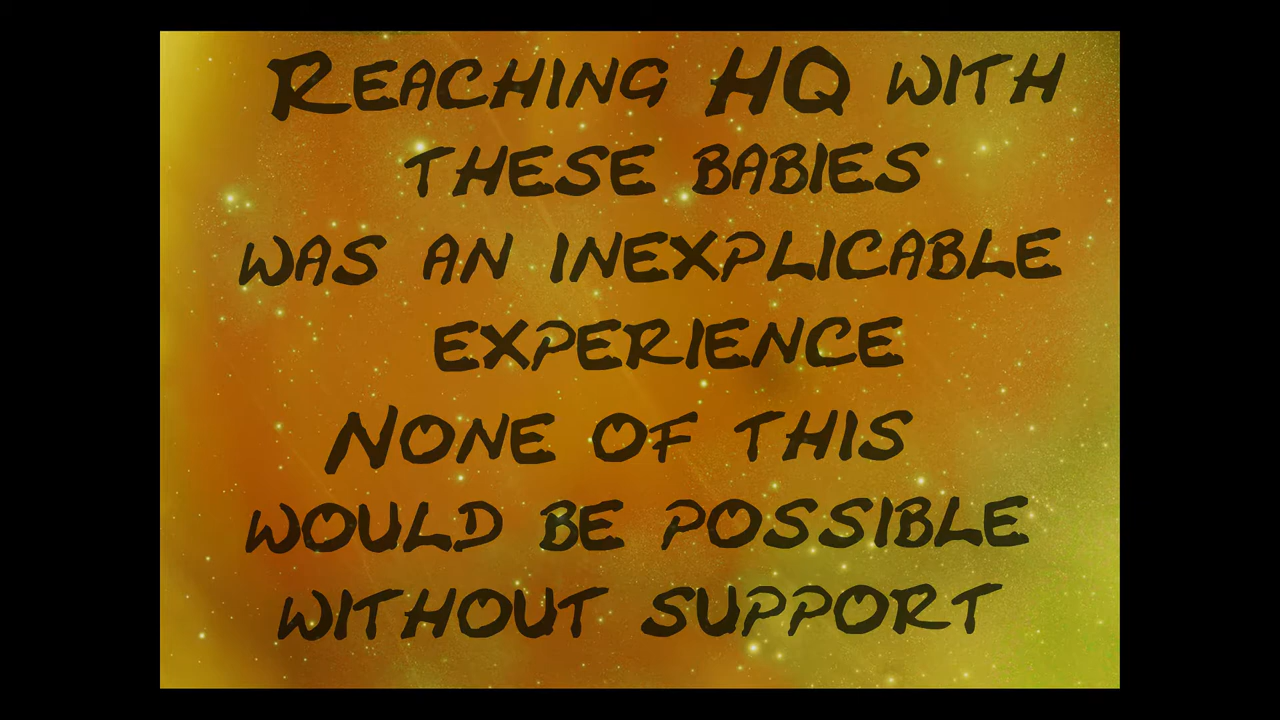 Reaching HQ with
these babies
was an inexplicable
experience
None of this
would be possible
without support